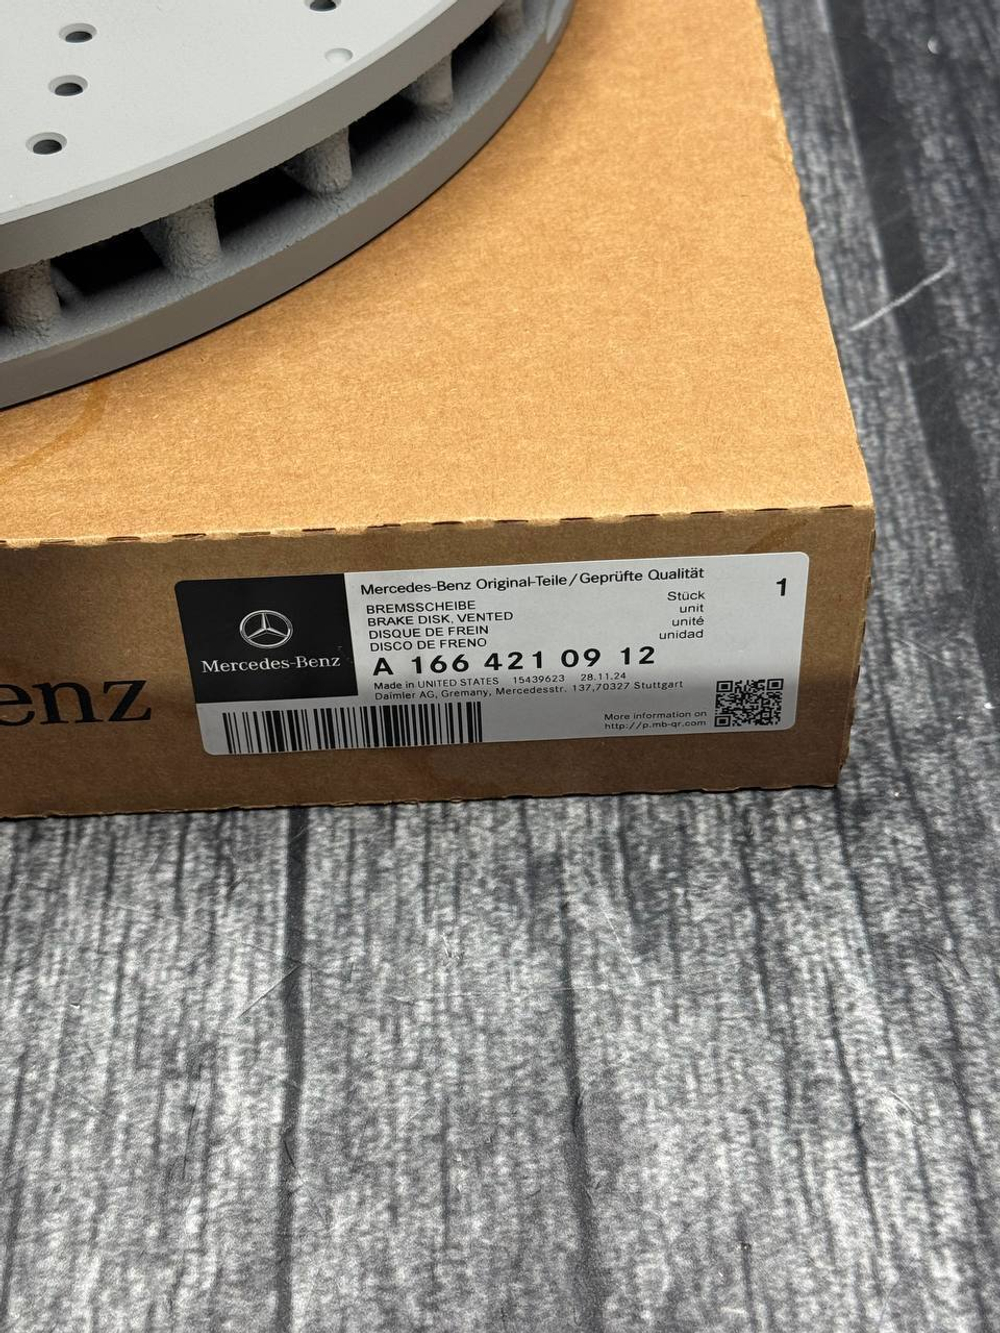 Mercedes-Benz Original-Teile/Geprüfte Qualität
1
BREMSSCHEIBE
BRAKE DISK, VENTED
DISQUE DE FREIN
DISCO DE FRENO
Stück
unit
unité
unidad
A 166 421 09 12
Made in UNITED STATES 15439623 28.11.24
Daimler AG, Gremany, Mercedesstr. 137,70327 Stuttgart
More information on
http://p.mb-qr.com
Mercedes-Benz
enz